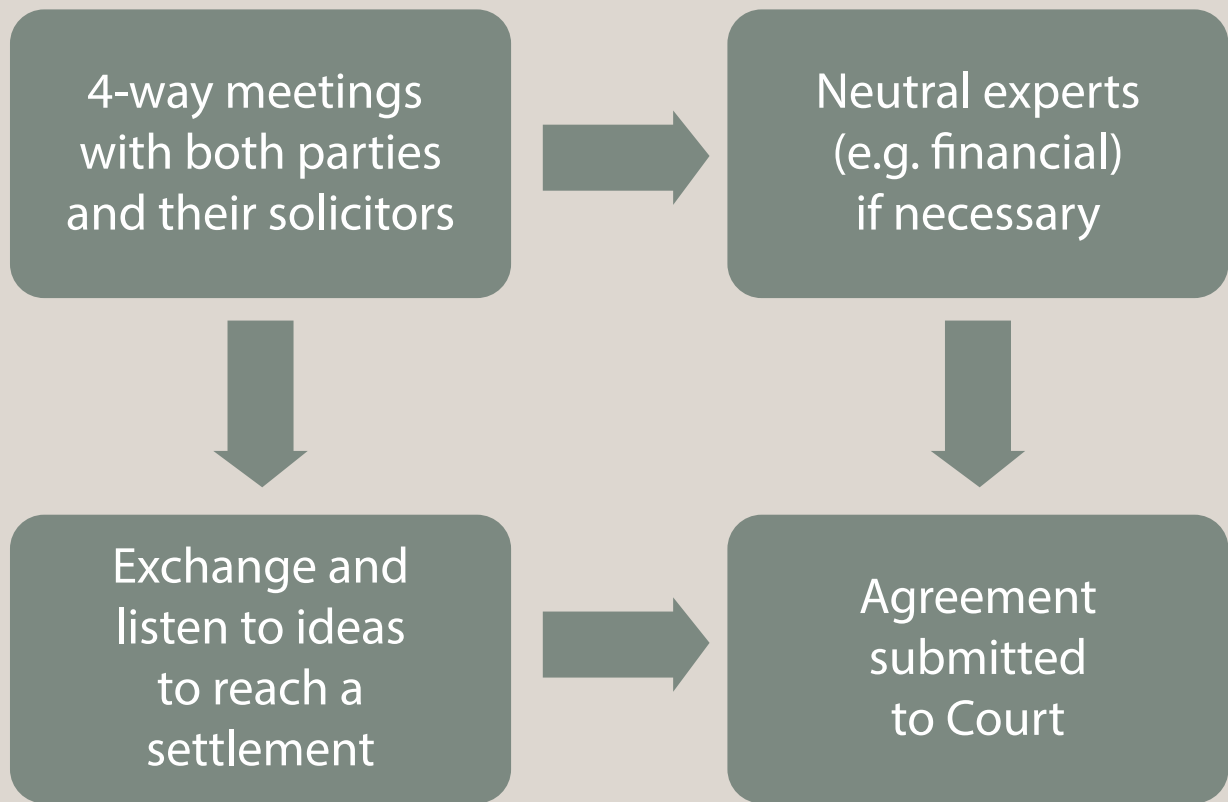 4-way meetings
with both parties
and their solicitors
Neutral experts
(e.g. financial)
if necessary
Exchange and
listen to ideas
to reach a
settlement
Agreement
submitted
to Court